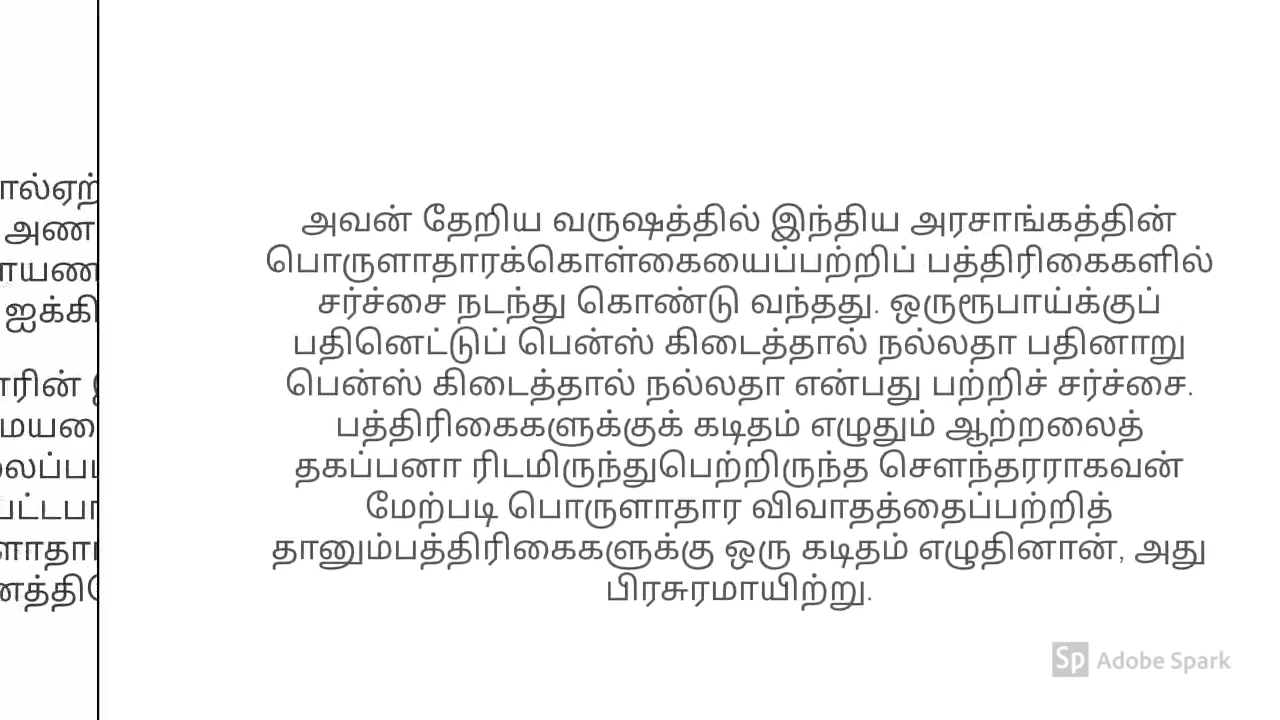 அவன் தேறிய வருஷத்தில் இந்திய அரசாங்கத்தின்
பொருளாதாரக்கொள்கையைப்பற்றிப் பத்திரிகைகளில்
சர்ச்சை நடந்து கொண்டு வந்தது. ஒருரூபாய்க்குப்
பதினெட்டுப் பென்ஸ் கிடைத்தால் நல்லதா பதினாறு
பென்ஸ் கிடைத்தால் நல்லதா என்பது பற்றிச் சர்ச்சை.
பத்திரிகைகளுக்குக் கடிதம் எழுதும் ஆற்றலைத்
தகப்பனா ரிடமிருந்துபெற்றிருந்த சௌந்தரராகவன்
மேற்படி பொருளாதார விவாதத்தைப்பற்றித்
தானும்பத்திரிகைகளுக்கு ஒரு கடிதம் எழுதினான், அது
பிரசுரமாயிற்று.
Sp Adobe Spark